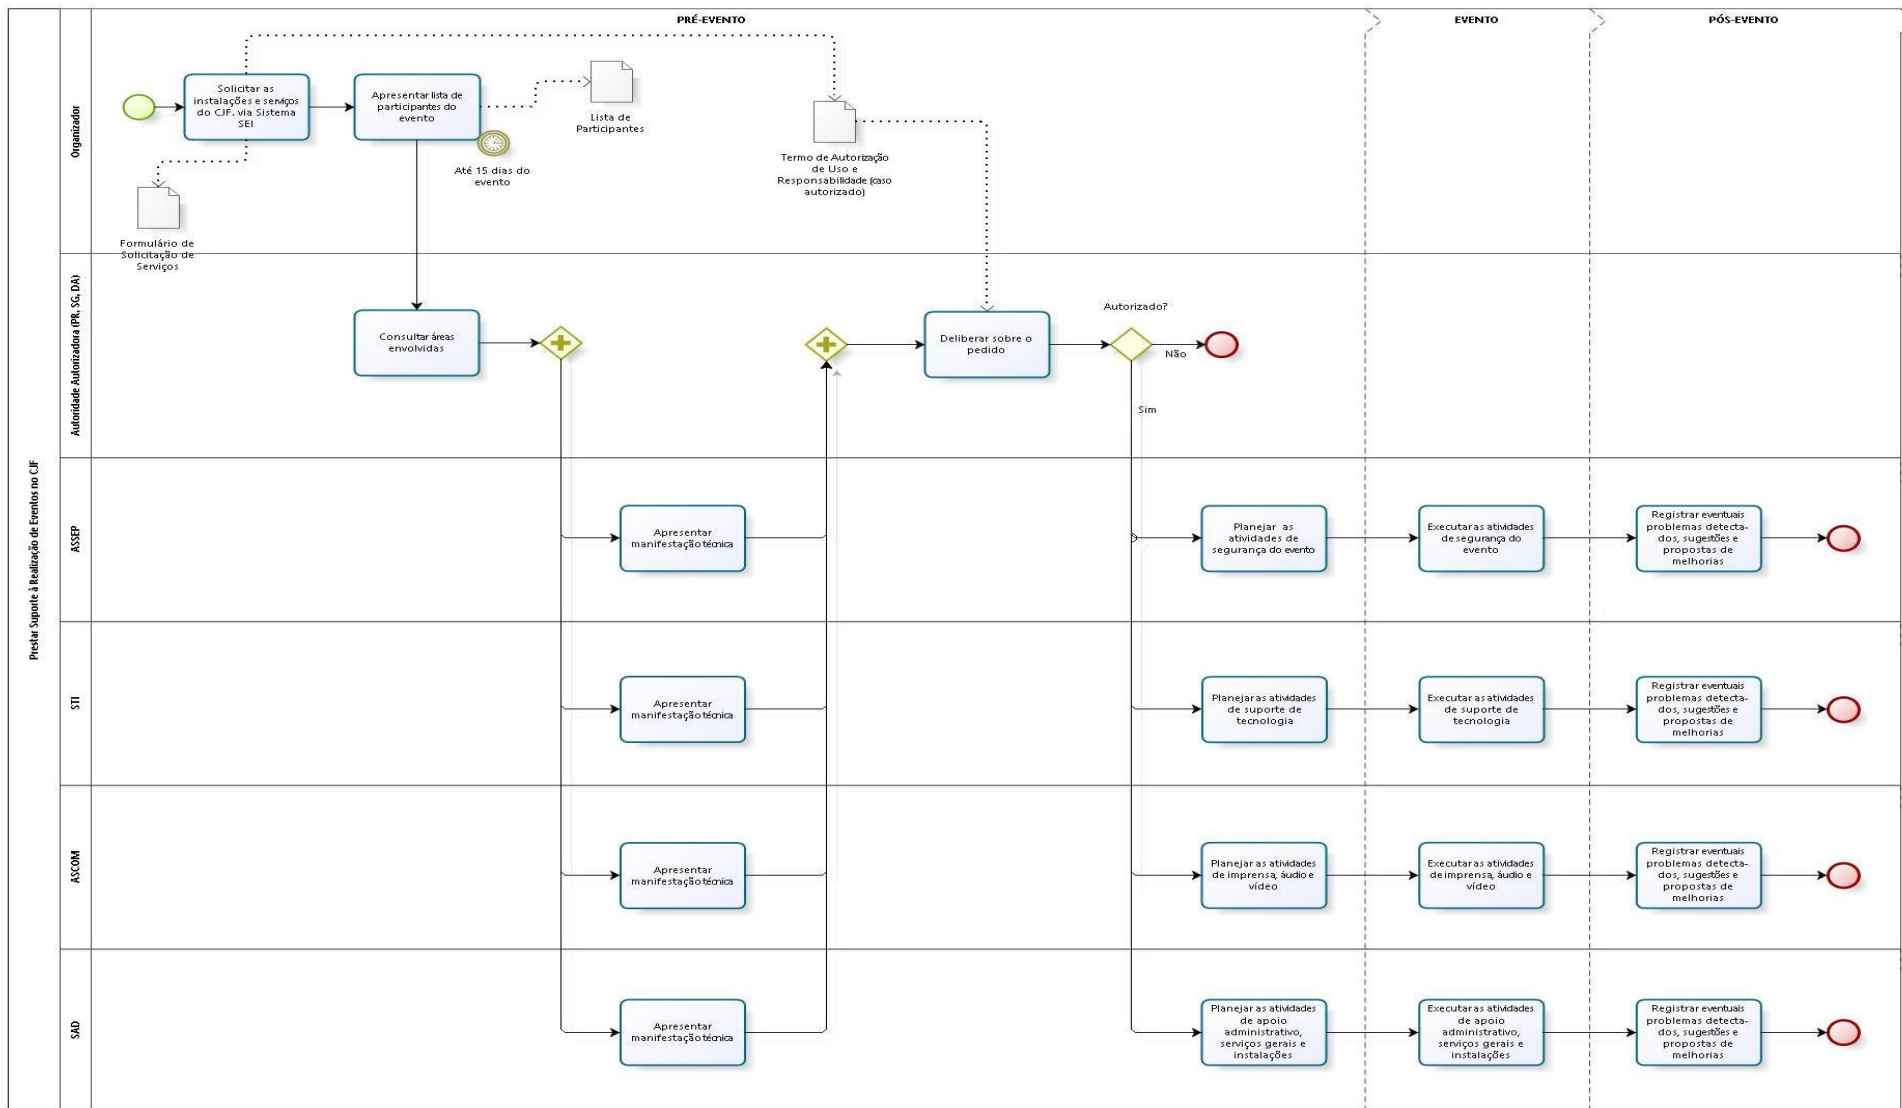 PRÉ-EVENTO
EVENTO
PÓS-EVENTO
Prestar Suporte à Realização de Eventos no CJF
Organizador
Solicitar as
instalações e serviços
do CJF. via Sistema
SEI
Apresentar lista de
participantes do
evento
Até 15 dias do
evento
Lista de
Participantes
Formulário de
Solicitação de
Serviços
Termo de Autorização
de Uso e
Responsabilidade (caso
autorizado)
Autoridade Autorizadora (PR, SG, DA)
Consultar áreas
envolvidas
Deliberar sobre o
pedido
Autorizado?
Não
Sim
ASSEP
Apresentar
manifestação técnica
Planejar as
atividades de
segurança do evento
Executar as atividades
de segurança do
evento
Registrar eventuais
problemas detecta-
dos, sugestões e
propostas de
melhorias
STI
Apresentar
manifestação técnica
Planejar as atividades
de suporte de
tecnologia
Executar as atividades
de suporte de
tecnologia
Registrar eventuais
problemas detecta-
dos, sugestões e
propostas de
melhorias
ASCOM
Apresentar
manifestação técnica
Planejar as atividades
de imprensa, áudio e
vídeo
Executar as atividades
de imprensa, áudio e
vídeo
Registrar eventuais
problemas detecta-
dos, sugestões e
propostas de
melhorias
SAD
Apresentar
manifestação técnica
Planejar as atividades
de apoio
administrativo,
serviços gerais e
instalações
Executar as atividades
de apoio
administrativo,
serviços gerais e
instalações
Registrar eventuais
problemas detecta-
dos, sugestões e
propostas de
melhorias